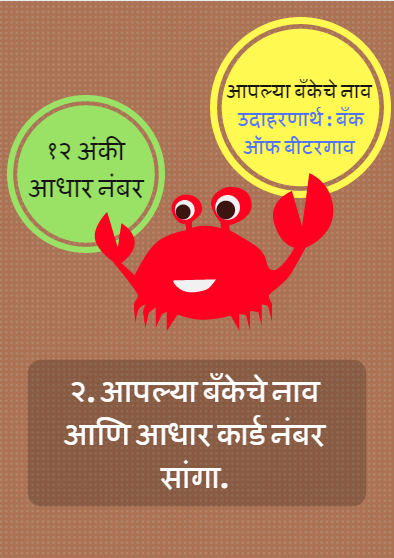 आपल्या बँकेचे नाव
उदाहरणार्थ : बँक
ऑफ बीटरगाव
१२ अंकी
आधार नंबर
२. आपल्या बँकेचे नाव
आणि आधार कार्ड नंबर
सांगा.